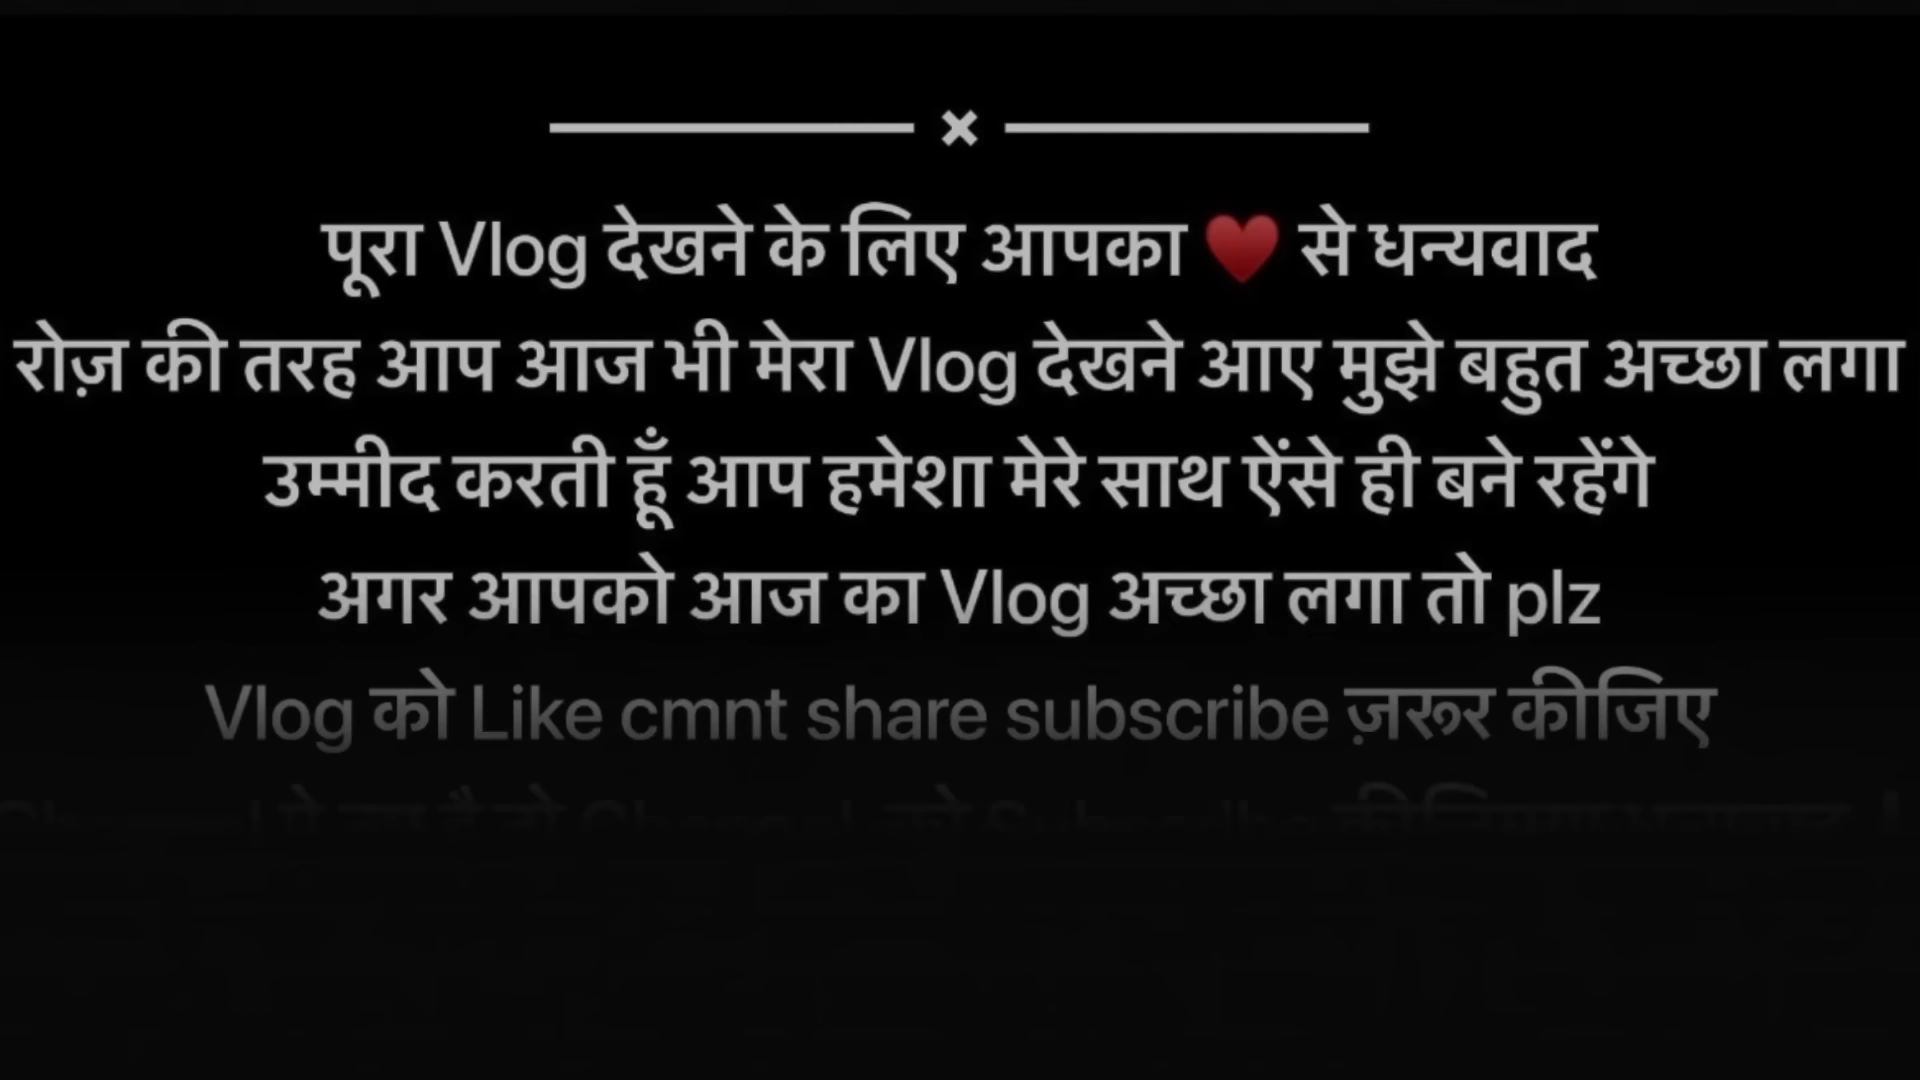 पूरा Vlog देखने के लिए आपका ♥️ से धन्यवाद
रोज़ की तरह आप आज भी मेरा Vlog देखने आए मुझे बहुत अच्छा लगा
उम्मीद करती हूँ आप हमेशा मेरे साथ ऐंसे ही बने रहेंगे
अगर आपको आज का Vlog अच्छा लगा तो plz
Vlog को Like cmnt share subscribe ज़रूर कीजिए